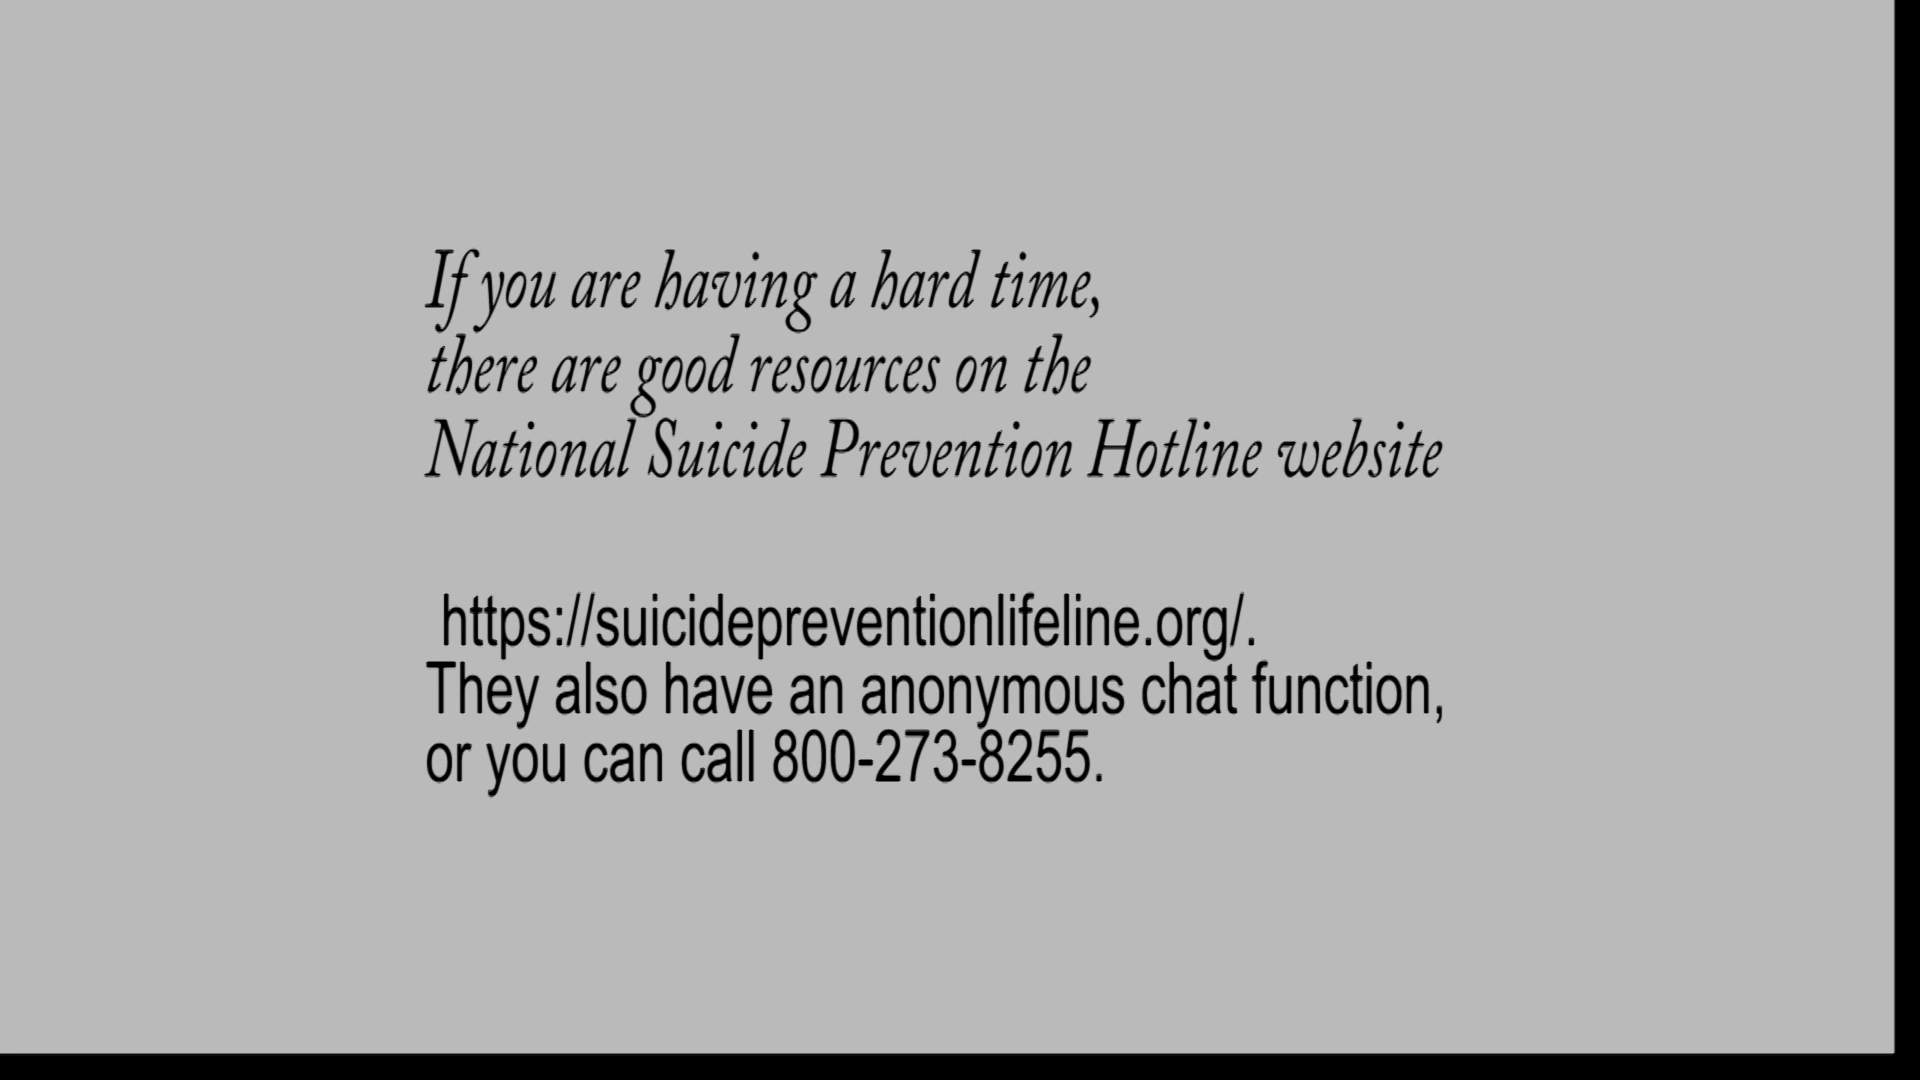 If you are having a hard time,
there are good resources on the
National Suicide Prevention Hotline website
https://suicidepreventionlifeline.org/.
They also have an anonymous chat function,
or you can call 800-273-8255.